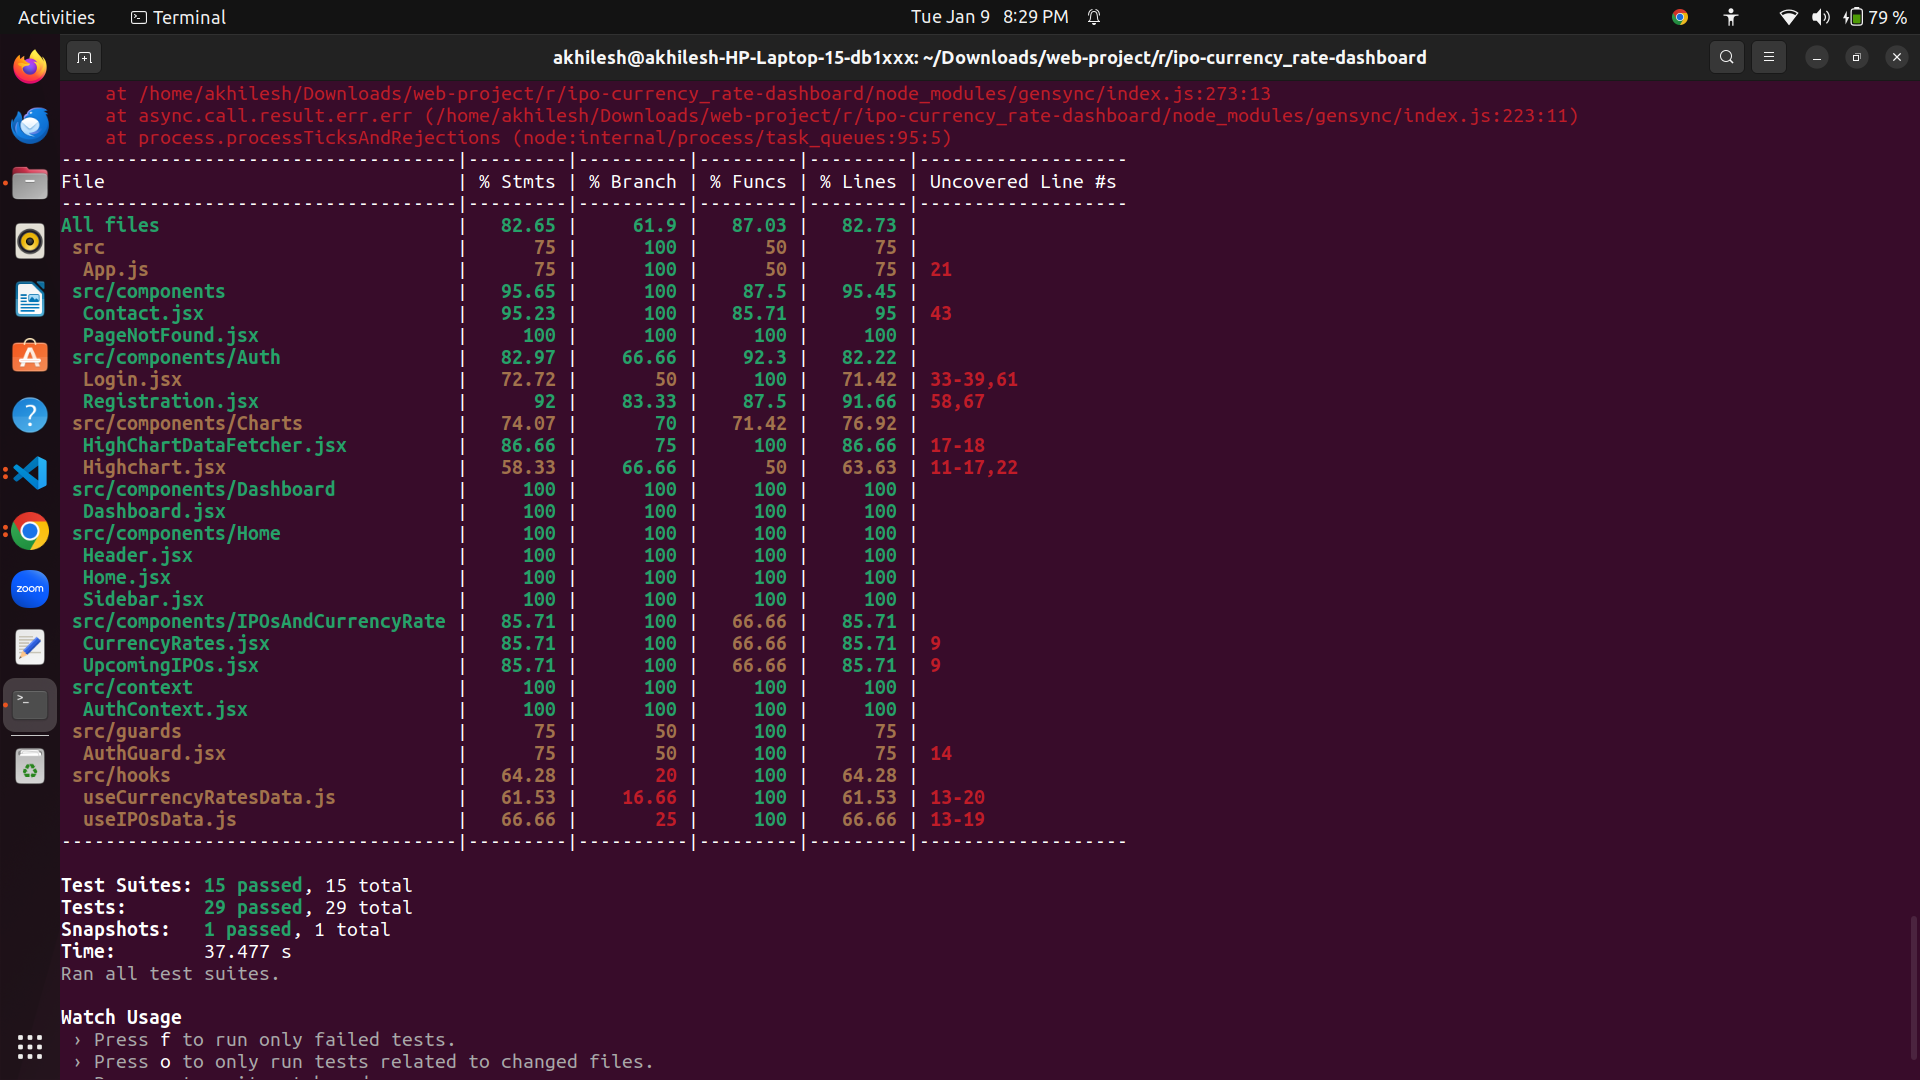 Activities Terminal Tue Jan 9 8:29 PM 79 %
akhilesh@akhilesh-HP-Laptop-15-db1xxx: ~/Downloads/web-project/r/ipo-currency_rate-dashboard
at /home/akhilesh/Downloads/web-project/r/ipo-currency_rate-dashboard/node_modules/gensync/index.js:273:13
at async.call.result.err.err (/home/akhilesh/Downloads/web-project/r/ipo-currency_rate-dashboard/node_modules/gensync/index.js:223:11)
at process.processTicksAndRejections (node:internal/process/task_queues:95:5)
------------------------------------|---------|----------|---------|---------|-------------------
File | % Stmts | % Branch | % Funcs | % Lines | Uncovered Line #s
------------------------------------|---------|----------|---------|---------|-------------------
All files | 82.65 | 61.9 | 87.03 | 82.73 |
src | 75 | 100 | 50 | 75 |
App.js | 75 | 100 | 50 | 75 | 21
src/components | 95.65 | 100 | 87.5 | 95.45 |
Contact.jsx | 95.23 | 100 | 85.71 | 95 | 43
PageNotFound.jsx | 100 | 100 | 100 | 100 |
src/components/Auth | 82.97 | 66.66 | 92.3 | 82.22 |
Login.jsx | 72.72 | 50 | 100 | 71.42 | 33-39,61
Registration.jsx | 92 | 83.33 | 87.5 | 91.66 | 58,67
src/components/Charts | 74.07 | 70 | 71.42 | 76.92 |
HighChartDataFetcher.jsx | 86.66 | 75 | 100 | 86.66 | 17-18
Highchart.jsx | 58.33 | 66.66 | 50 | 63.63 | 11-17,22
src/components/Dashboard | 100 | 100 | 100 | 100 |
Dashboard.jsx | 100 | 100 | 100 | 100 |
src/components/Home | 100 | 100 | 100 | 100 |
Header.jsx | 100 | 100 | 100 | 100 |
Home.jsx | 100 | 100 | 100 | 100 |
Sidebar.jsx | 100 | 100 | 100 | 100 |
src/components/IPOsAndCurrencyRate | 85.71 | 100 | 66.66 | 85.71 |
CurrencyRates.jsx | 85.71 | 100 | 66.66 | 85.71 | 9
UpcomingIPOs.jsx | 85.71 | 100 | 66.66 | 85.71 | 9
src/context | 100 | 100 | 100 | 100 |
AuthContext.jsx | 100 | 100 | 100 | 100 |
src/guards | 75 | 50 | 100 | 75 |
AuthGuard.jsx | 75 | 50 | 100 | 75 | 14
src/hooks | 64.28 | 20 | 100 | 64.28 |
useCurrencyRatesData.js | 61.53 | 16.66 | 100 | 61.53 | 13-20
useIPOsData.js | 66.66 | 25 | 100 | 66.66 | 13-19
------------------------------------|---------|----------|---------|---------|-------------------
Test Suites: 15 passed, 15 total
Tests: 29 passed, 29 total
Snapshots: 1 passed, 1 total
Time: 37.477 s
Ran all test suites.
Watch Usage
› Press f to run only failed tests.
› Press o to only run tests related to changed files.
zoom